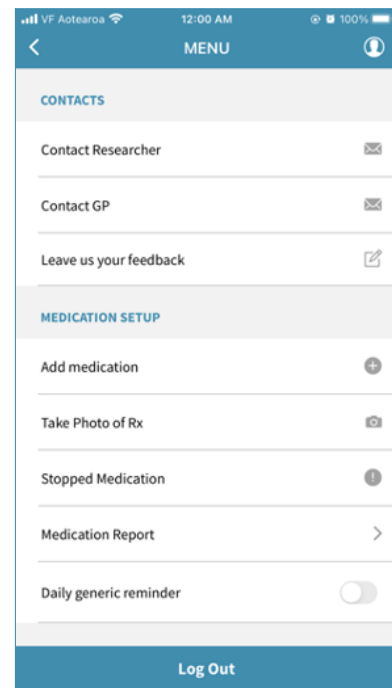 VF Aotearoa 12:00 AM 100%
MENU
CONTACTS
Contact Researcher
Contact GP
Leave us your feedback
MEDICATION SETUP
Add medication
Take Photo of Rx
Stopped Medication
Medication Report
Daily generic reminder
Log Out